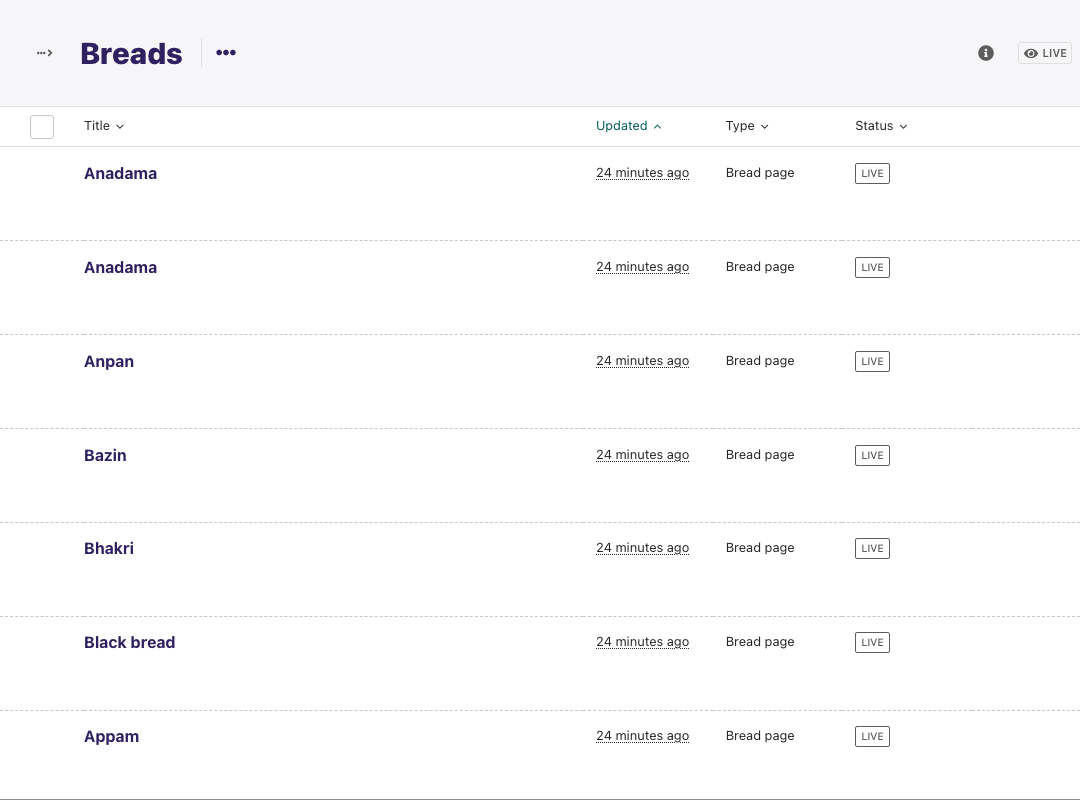 Breads
LIVE
Title Updated Type Status
Anadama 24 minutes ago Bread page LIVE
Anadama 24 minutes ago Bread page LIVE
Anpan 24 minutes ago Bread page LIVE
Bazin 24 minutes ago Bread page LIVE
Bhakri 24 minutes ago Bread page LIVE
Black bread 24 minutes ago Bread page LIVE
Appam 24 minutes ago Bread page LIVE